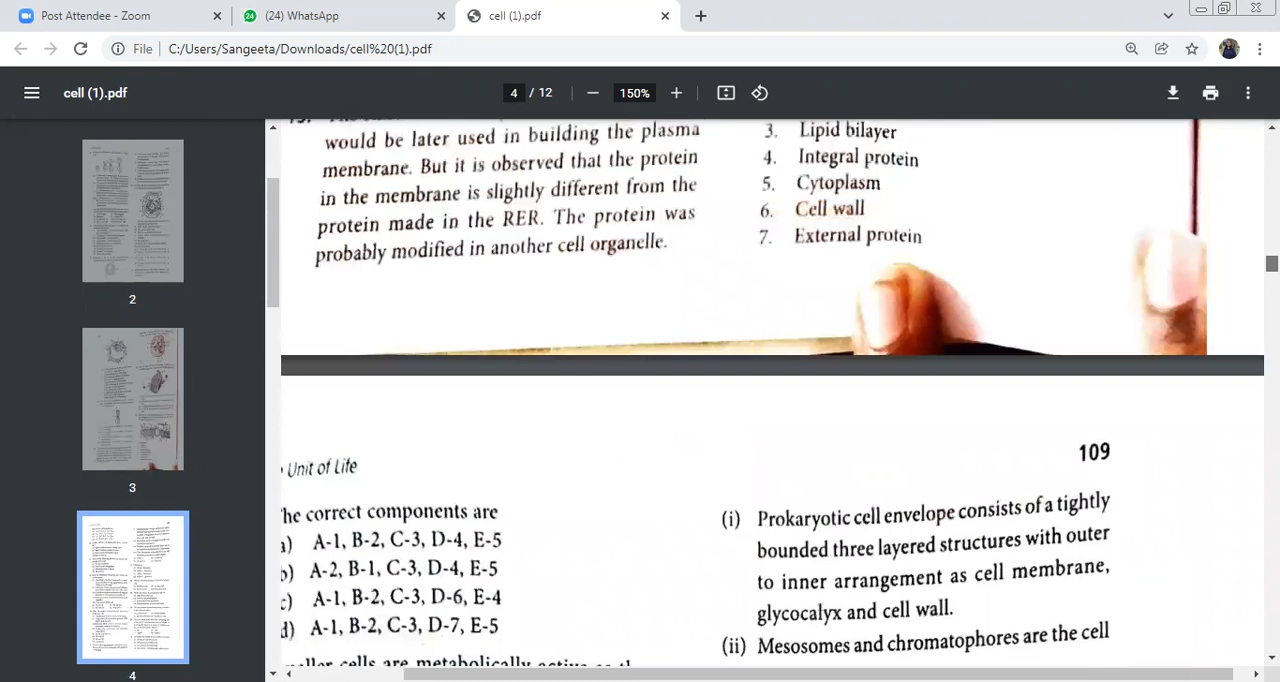 Post Attendee - Zoom
(24) WhatsApp
cell (1).pdf
File
C:/Users/Sangeeta/Downloads/cell%20(1).pdf
cell (1).pdf
4 / 12
150%
2
3
4
would be later used in building the plasma
membrane. But it is observed that the protein
in the membrane is slightly different from the
protein made in the RER. The protein was
probably modified in another cell organelle.
3. Lipid bilayer
4. Integral protein
5. Cytoplasm
6. Cell wall
7. External protein
Unit of Life
109
he correct components are
A-1, B-2, C-3, D-4, E-5
A-2, B-1, C-3, D-4, E-5
A-1, B-2, C-3, D-6, E-4
A-1, B-2, C-3, D-7, E-5
cells are metabolically active
(i) Prokaryotic cell envelope consists of a tightly
bound three layered structures with outer
to inner arrangement as cell membrane,
glycocalyx and cell wall.
(ii) Mesosomes and chromatophores are the cell